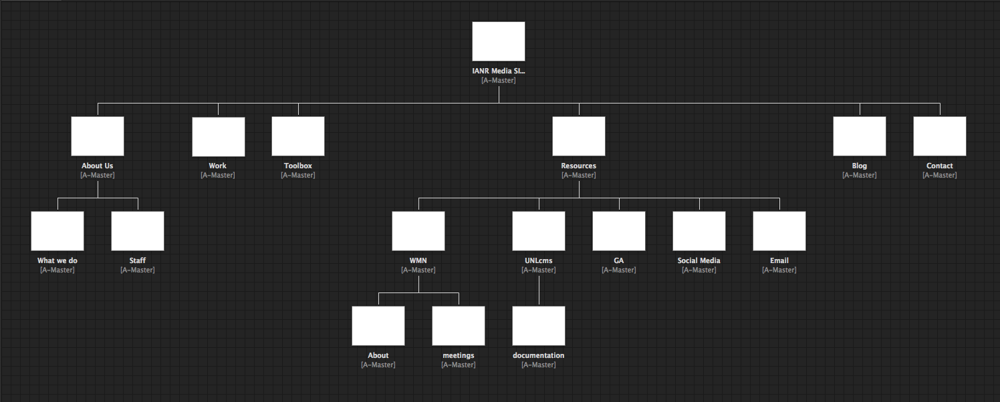 IANR Media SI...
[A-Master]
About Us
[A-Master]
Work
[A-Master]
Toolbox
[A-Master]
Resources
[A-Master]
Blog
[A-Master]
Contact
[A-Master]
What we do
[A-Master]
Staff
[A-Master]
WMN
[A-Master]
UNLcms
[A-Master]
GA
[A-Master]
Social Media
[A-Master]
Email
[A-Master]
About
[A-Master]
meetings
[A-Master]
documentation
[A-Master]